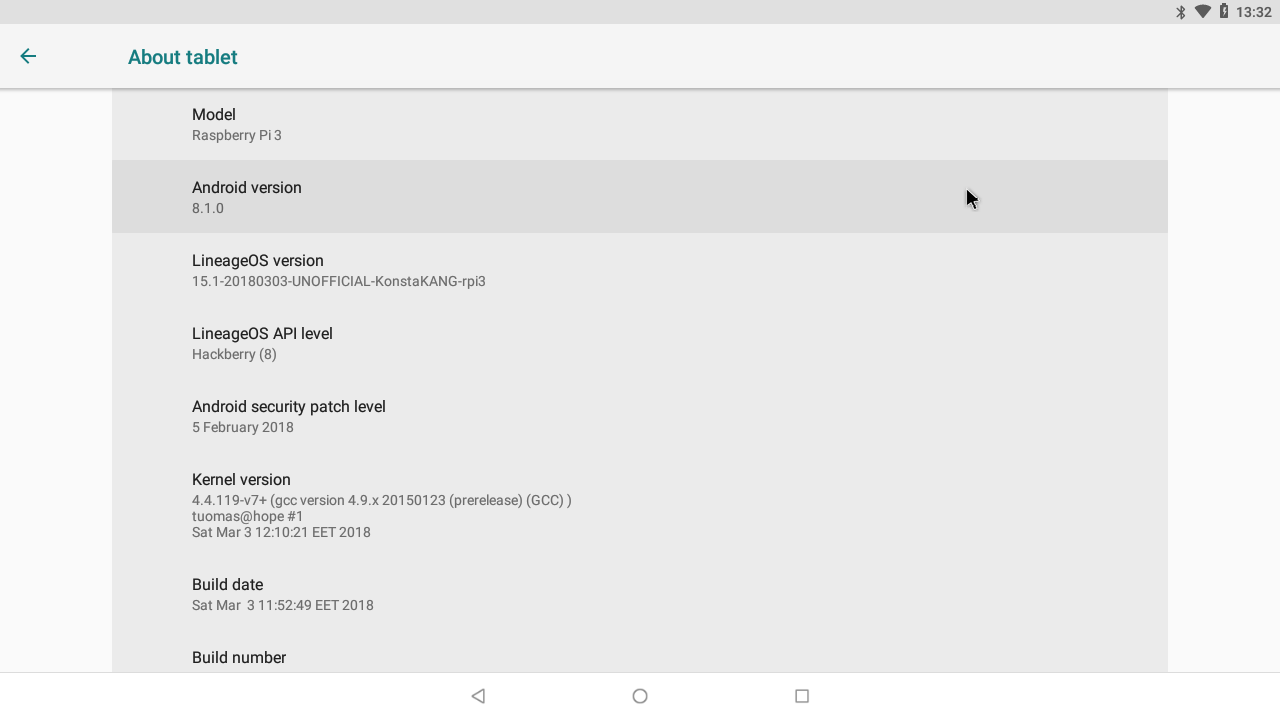 13:32
About tablet
Model
Raspberry Pi 3
Android version
8.1.0
LineageOS version
15.1-20180303-UNOFFICIAL-KonstaKANG-rpi3
LineageOS API level
Hackberry (8)
Android security patch level
5 February 2018
Kernel version
4.4.119-v7+ (gcc version 4.9.x 20150123 (prerelease) (GCC) )
tuomas@hope #1
Sat Mar 3 12:10:21 EET 2018
Build date
Sat Mar  3 11:52:49 EET 2018
Build number